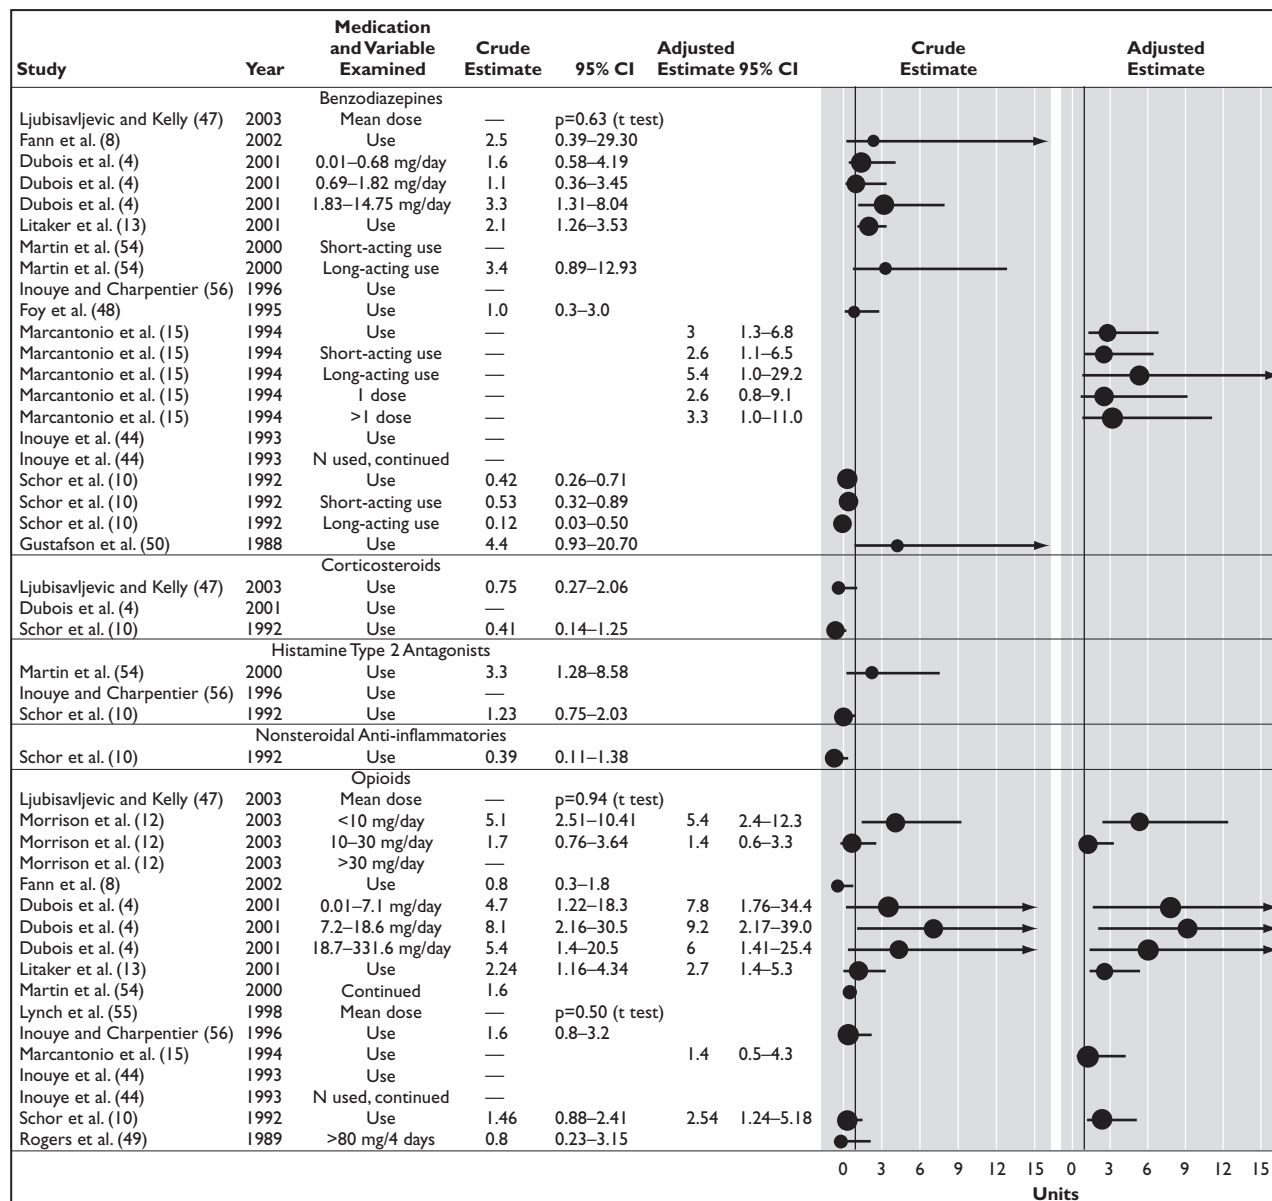 Medication
and Variable Crude Adjusted Crude Adjusted
Study Year Examined Estimate 95% CI Estimate 95% CI Estimate Estimate
Benzodiazepines
Ljubisavljevic and Kelly (47) 2003 Mean dose — p=0.63 (t test)
Fann et al. (8) 2002 Use 2.5 0.39–29.30
Dubois et al. (4) 2001 0.01–0.68 mg/day 1.6 0.58–4.19
Dubois et al. (4) 2001 0.69–1.82 mg/day 1.1 0.36–3.45
Dubois et al. (4) 2001 1.83–14.75 mg/day 3.3 1.31–8.04
Litaker et al. (13) 2001 Use 2.1 1.26–3.53
Martin et al. (54) 2000 Short-acting use —
Martin et al. (54) 2000 Long-acting use 3.4 0.89–12.93
Inouye and Charpentier (56) 1996 Use —
Foy et al. (48) 1995 Use 1.0 0.3–3.0
Marcantonio et al. (15) 1994 Use — 3 1.3–6.8
Marcantonio et al. (15) 1994 Short-acting use — 2.6 1.1–6.5
Marcantonio et al. (15) 1994 Long-acting use — 5.4 1.0–29.2
Marcantonio et al. (15) 1994 1 dose — 2.6 0.8–9.1
Marcantonio et al. (15) 1994 >1 dose — 3.3 1.0–11.0
Inouye et al. (44) 1993 Use —
Inouye et al. (44) 1993 N used, continued —
Schor et al. (10) 1992 Use 0.42 0.26–0.71
Schor et al. (10) 1992 Short-acting use 0.53 0.32–0.89
Schor et al. (10) 1992 Long-acting use 0.12 0.03–0.50
Gustafson et al. (50) 1988 Use 4.4 0.93–20.70
Corticosteroids
Ljubisavljevic and Kelly (47) 2003 Use 0.75 0.27–2.06
Dubois et al. (4) 2001 Use —
Schor et al. (10) 1992 Use 0.41 0.14–1.25
Histamine Type 2 Antagonists
Martin et al. (54) 2000 Use 3.3 1.28–8.58
Inouye and Charpentier (56) 1996 Use —
Schor et al. (10) 1992 Use 1.23 0.75–2.03
Nonsteroidal Anti-inflammatories
Schor et al. (10) 1992 Use 0.39 0.11–1.38
Opioids
Ljubisavljevic and Kelly (47) 2003 Mean dose — p=0.94 (t test)
Morrison et al. (12) 2003 <10 mg/day 5.1 2.51–10.41 5.4 2.4–12.3
Morrison et al. (12) 2003 10–30 mg/day 1.7 0.76–3.64 1.4 0.6–3.3
Morrison et al. (12) 2003 >30 mg/day —
Fann et al. (8) 2002 Use 0.8 0.3–1.8
Dubois et al. (4) 2001 0.01–7.1 mg/day 4.7 1.22–18.3 7.8 1.76–34.4
Dubois et al. (4) 2001 7.2–18.6 mg/day 8.1 2.16–30.5 9.2 2.17–39.0
Dubois et al. (4) 2001 18.7–331.6 mg/day 5.4 1.4–20.5 6 1.41–25.4
Litaker et al. (13) 2001 Use 2.24 1.16–4.34 2.7 1.4–5.3
Martin et al. (54) 2000 Continued 1.6
Lynch et al. (55) 1998 Mean dose — p=0.50 (t test)
Inouye and Charpentier (56) 1996 Use 1.6 0.8–3.2
Marcantonio et al. (15) 1994 Use — 1.4 0.5–4.3
Inouye et al. (44) 1993 Use —
Inouye et al. (44) 1993 N used, continued —
Schor et al. (10) 1992 Use 1.46 0.88–2.41 2.54 1.24–5.18
Rogers et al. (49) 1989 >80 mg/4 days 0.8 0.23–3.15
0 3 6 9 12 15 0 3 6 9 12 15
Units